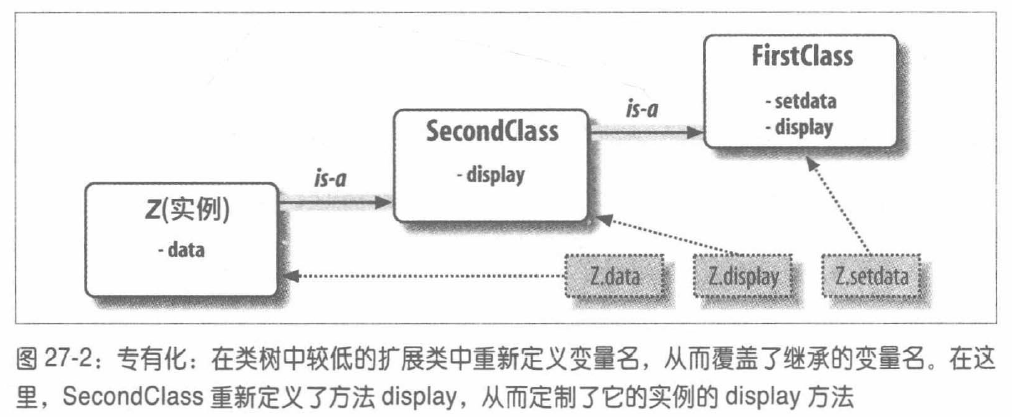 FirstClass
- setdata
- display
is-a
SecondClass
- display
is-a
Z(实例)
- data
Z.data
Z.display
Z.setdata
图 27-2：专有化：在类树中较低的扩展类中重新定义变量名，从而覆盖了继承的变量名。在这
里，SecondClass 重新定义了方法 display，从而定制了它的实例的 display 方法